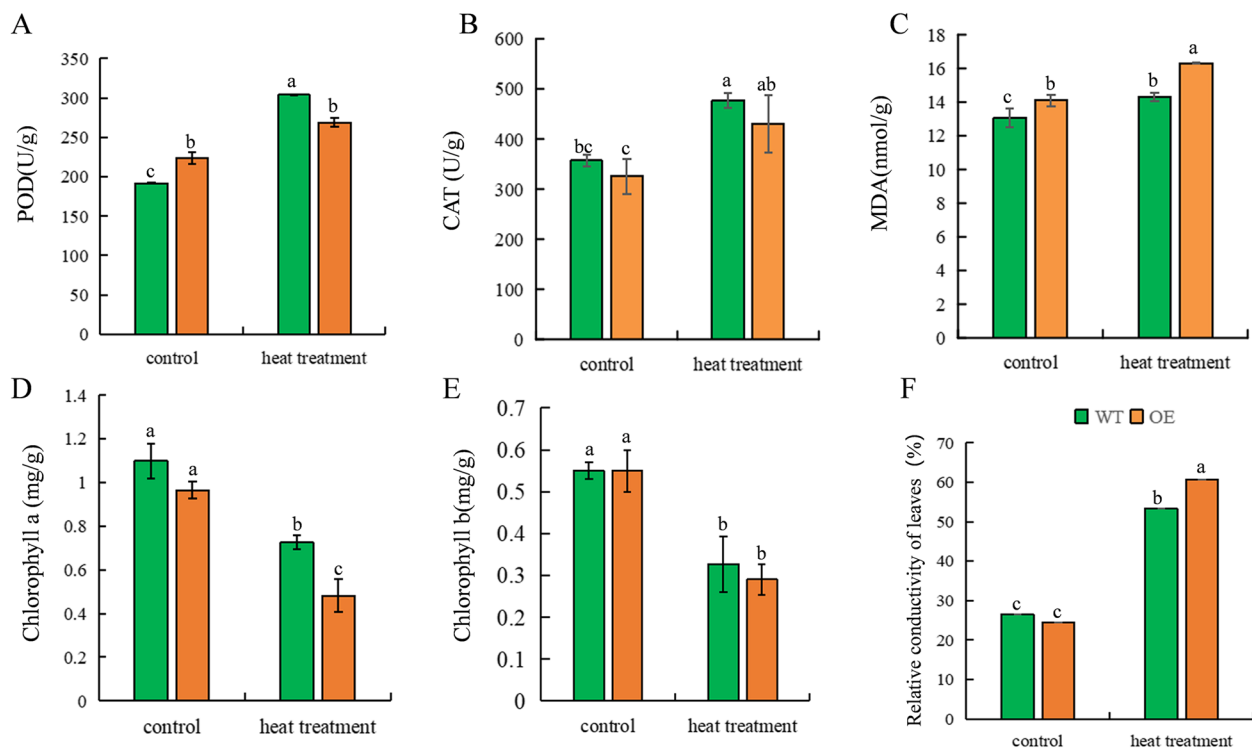 A
POD(U/g)
350
300
250
200
150
100
50
0
c
b
a
b
control
heat treatment
B
CAT (U/g)
600
500
400
300
200
100
0
bc
c
a
ab
control
heat treatment
C
MDA(nmol/g)
18
16
14
12
10
8
6
4
2
0
c
b
b
a
control
heat treatment
D
Chlorophyll a (mg/g)
1.4
1.2
1
0.8
0.6
0.4
0.2
0
a
a
b
c
control
heat treatment
E
Chlorophyll b(mg/g)
0.7
0.6
0.5
0.4
0.3
0.2
0.1
0
a
a
b
b
control
heat treatment
F
WT OE
Relative conductivity of leaves (%)
70
60
50
40
30
20
10
0
c
c
b
a
control
heat treatment